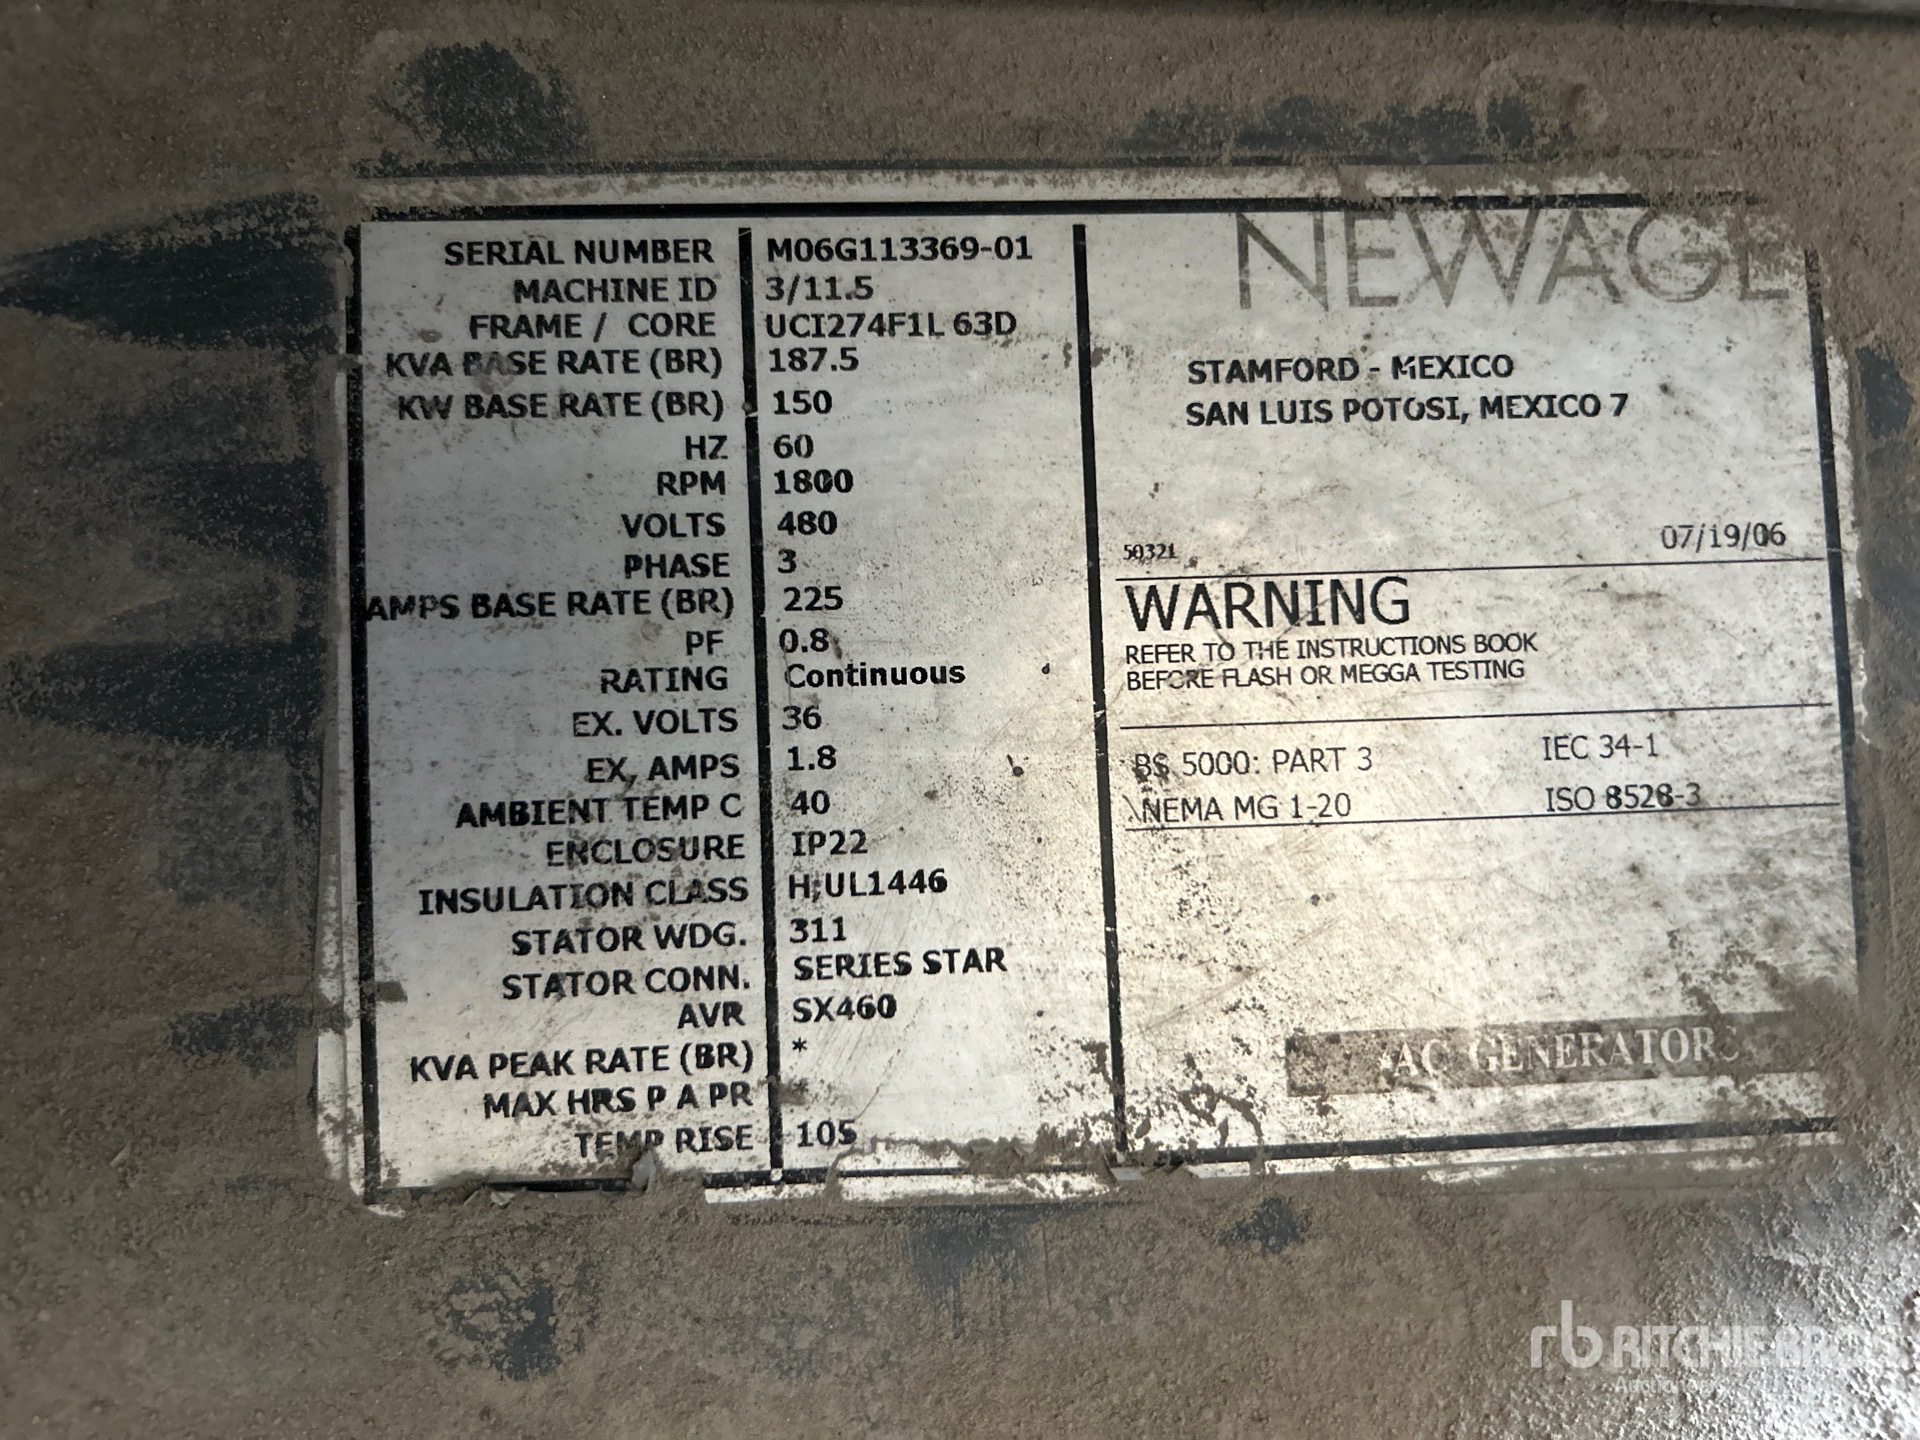 SERIAL NUMBER M06G113369-01
MACHINE ID 3/11.5
FRAME / CORE UCI274F1L 63D
KVA BASE RATE (BR) 187.5
KW BASE RATE (BR) 150
HZ 60
RPM 1800
VOLTS 480
PHASE 3
AMPS BASE RATE (BR) 225
PF 0.8
RATING Continuous
EX. VOLTS 36
EX, AMPS 1.8
AMBIENT TEMP C 40
ENCLOSURE IP22
INSULATION CLASS H;UL1446
STATOR WDG. 311
STATOR CONN. SERIES STAR
AVR SX460
KVA PEAK RATE (BR) *
MAX HRS P A PR *
TEMP RISE 105
NEWAGE
STAMFORD - MEXICO
SAN LUIS POTOSI, MEXICO 7
50321 07/19/06
WARNING
REFER TO THE INSTRUCTIONS BOOK
BEFORE FLASH OR MEGGA TESTING
BS 5000: PART 3 IEC 34-1
NEMA MG 1-20 ISO 8528-3
AC GENERATORS
rb RITCHIE BROS
Auctioneers